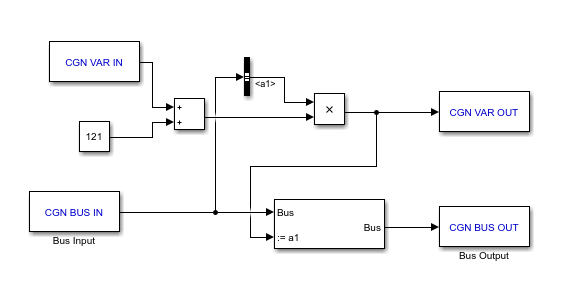 CGN VAR IN
+
+
121
<a1>
×
CGN VAR OUT
CGN BUS IN
Bus Input
Bus
:= a1
Bus
CGN BUS OUT
Bus Output